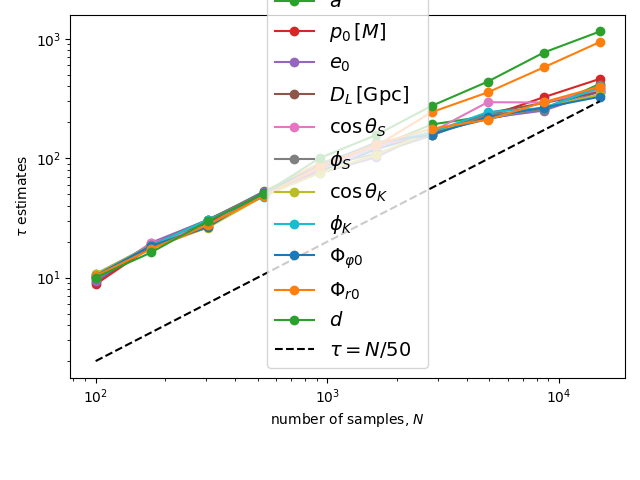 10³
10²
10¹
τ estimates
a
p₀ [M]
e₀
D_L [Gpc]
cos θ_S
ϕ_S
cos θ_K
ϕ_K
Φ_φ0
Φ_r0
d
τ = N/50
10²
10³
10⁴
number of samples, N